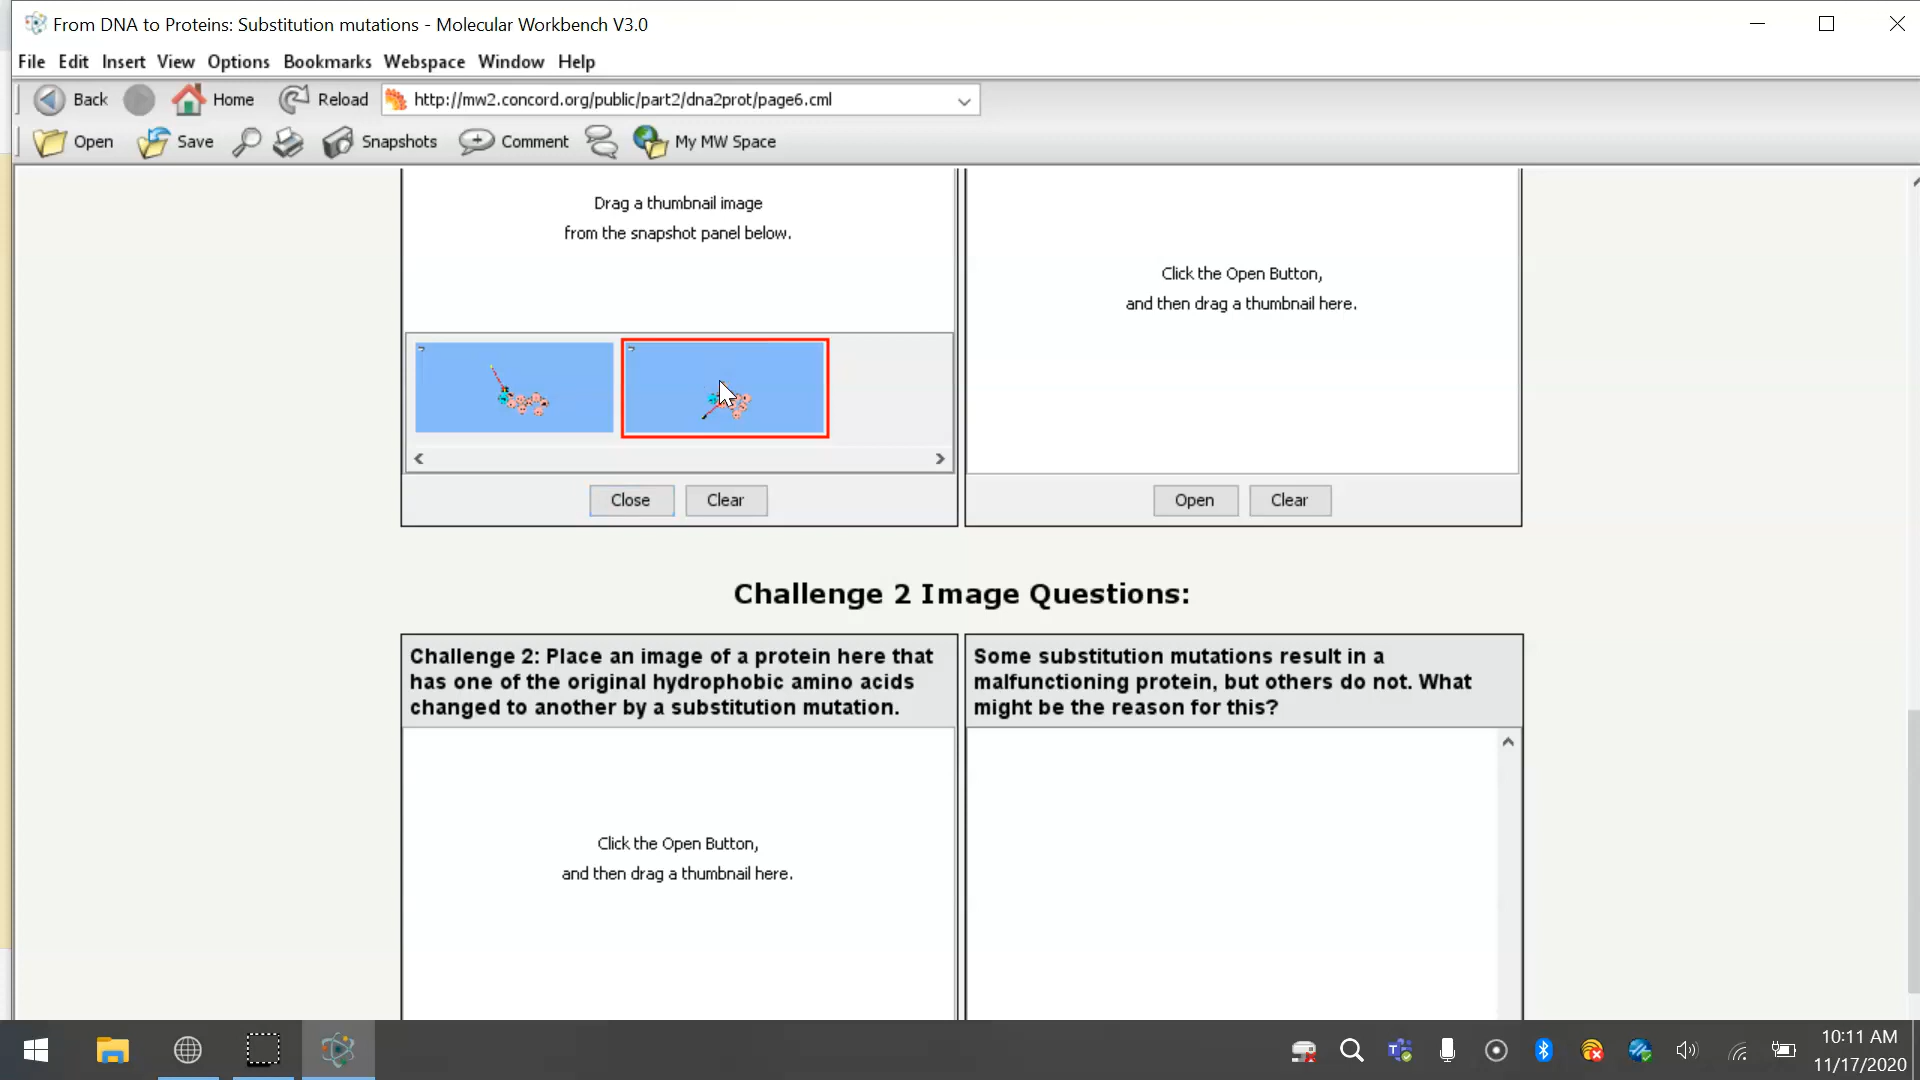 From DNA to Proteins: Substitution mutations - Molecular Workbench V3.0
File Edit Insert View Options Bookmarks Webspace Window Help
Back Home Reload http://mw2.concord.org/public/part2/dna2prot/page6.cml
Open Save Snapshots Comment My MW Space
Drag a thumbnail image
from the snapshot panel below.
Click the Open Button,
and then drag a thumbnail here.
Close Clear
Open Clear
Challenge 2 Image Questions:
Challenge 2: Place an image of a protein here that
has one of the original hydrophobic amino acids
changed to another by a substitution mutation.
Some substitution mutations result in a
malfunctioning protein, but others do not. What
might be the reason for this?
Click the Open Button,
and then drag a thumbnail here.
10:11 AM
11/17/2020